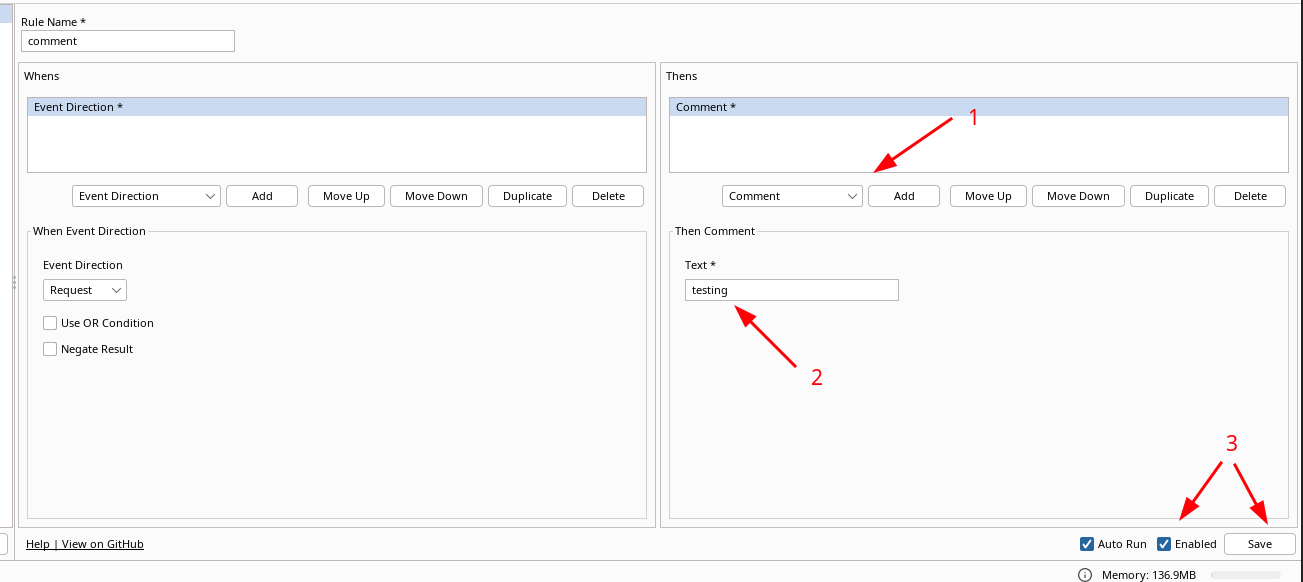 Rule Name *
comment
Whens
Event Direction *
Event Direction
Add
Move Up
Move Down
Duplicate
Delete
When Event Direction
Event Direction
Request
Use OR Condition
Negate Result
Thens
Comment *
1
Comment
Add
Move Up
Move Down
Duplicate
Delete
Then Comment
Text *
testing
2
3
Help | View on GitHub
Auto Run
Enabled
Save
Memory: 136.9MB